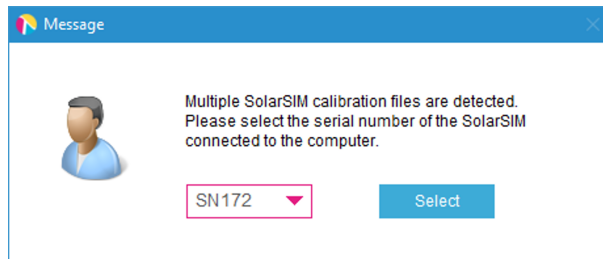 Message
Multiple SolarSIM calibration files are detected.
Please select the serial number of the SolarSIM
connected to the computer.
SN172
Select